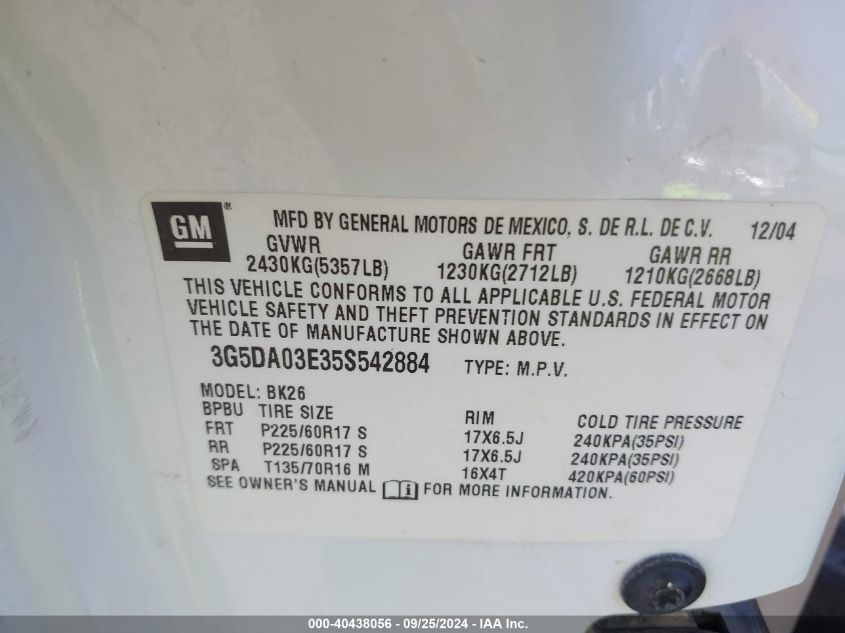 GM® MFD BY GENERAL MOTORS DE MEXICO, S. DE R.L. DE C.V. 12/04
GVWR GAWR FRT GAWR RR
2430KG(5357LB) 1230KG(2712LB) 1210KG(2668LB)
THIS VEHICLE CONFORMS TO ALL APPLICABLE U.S. FEDERAL MOTOR
VEHICLE SAFETY AND THEFT PREVENTION STANDARDS IN EFFECT ON
THE DATE OF MANUFACTURE SHOWN ABOVE.
3G5DA03E35S542884 TYPE: M.P.V.
MODEL: BK26
BPBU TIRE SIZE RIM COLD TIRE PRESSURE
FRT P225/60R17 S 17X6.5J 240KPA(35PSI)
RR P225/60R17 S 17X6.5J 240KPA(35PSI)
SPA T135/70R16 M 16X4T 420KPA(60PSI)
SEE OWNER'S MANUAL i FOR MORE INFORMATION.
000-40438056 - 09/25/2024 - IAA Inc.